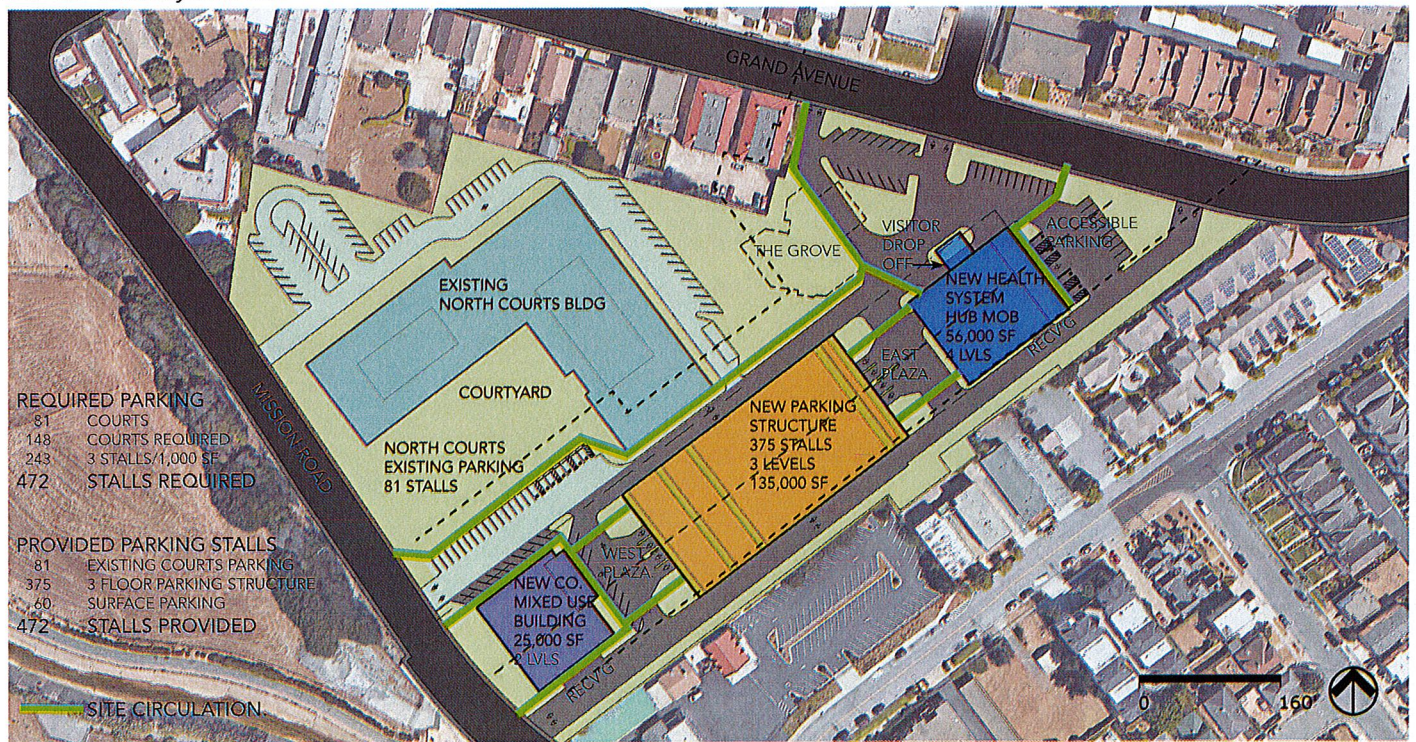 GRAND AVENUE
VISITOR
DROP
OFF
ACCESSIBLE
PARKING
THE GROVE
EXISTING
NORTH COURTS BLDG
NEW HEALTH
SYSTEM
HUB MOB
56,000 SF
4 LVLS
RECV'G
EAST
PLAZA
COURTYARD
MISSION ROAD
REQUIRED PARKING
81 COURTS
148 COURTS REQUIRED
243 3 STALLS/1,000 SF
472 STALLS REQUIRED
NORTH COURTS
EXISTING PARKING
81 STALLS
NEW PARKING
STRUCTURE
375 STALLS
3 LEVELS
135,000 SF
PROVIDED PARKING STALLS
81 EXISTING COURTS PARKING
375 3 FLOOR PARKING STRUCTURE
60 SURFACE PARKING
472 STALLS PROVIDED
WEST
PLAZA
NEW CO.
MIXED USE
BUILDING
25,000 SF
2 LVLS
RECV'G
SITE CIRCULATION
0 160'